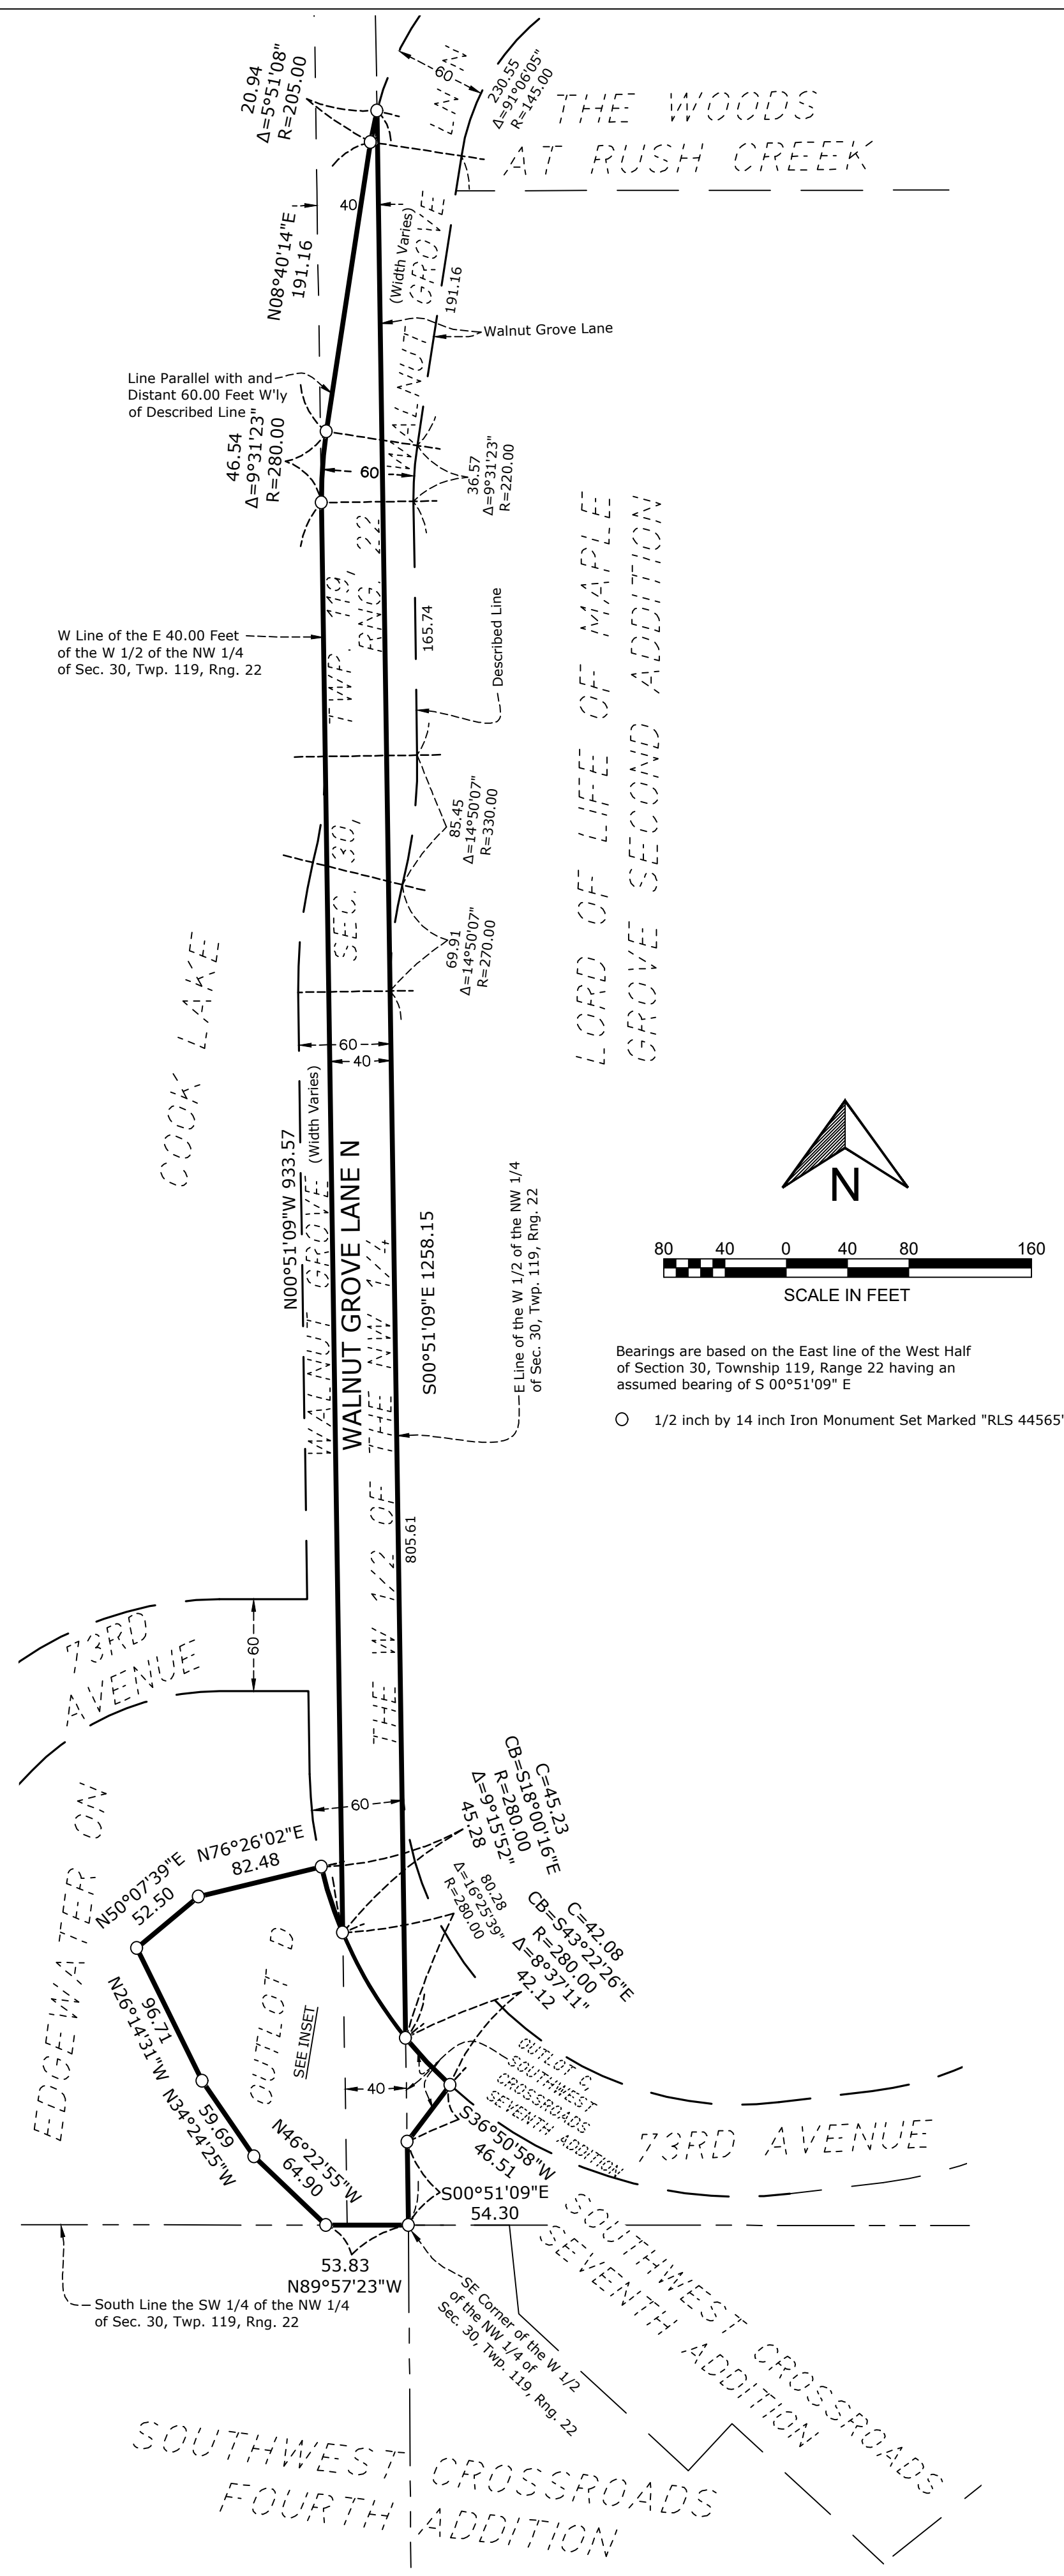 20.94
Δ=5°51'08"
R=205.00
60
LN N
230.55
Δ=91°06'05"
R=145.00
THE WOODS
AT RUSH CREEK
40
(Width Varies)
WALNUT GROVE
N08°40'14"E
191.16
191.16
Walnut Grove Lane
Line Parallel with and
Distant 60.00 Feet W'ly
of Described Line
46.54
Δ=9°31'23"
R=280.00
60
36.57
Δ=9°31'23"
R=220.00
TWP. 119,
RNG. 22
W Line of the E 40.00 Feet
of the W 1/2 of the NW 1/4
of Sec. 30, Twp. 119, Rng. 22
165.74
Described Line
LORD OF LIFE OF MAPLE
GROVE SECOND ADDITION
85.45
Δ=14°50'07"
R=330.00
SEC. 30,
69.91
Δ=14°50'07"
R=270.00
COOK LAKE
60
40
(Width Varies)
N00°51'09"W 933.57
WALNUT GROVE
WALNUT GROVE LANE N
THE W 1/2 OF THE NW 1/4
S00°51'09"E 1258.15
E Line of the W 1/2 of the NW 1/4
of Sec. 30, Twp. 119, Rng. 22
N
80 40 0 40 80 160
SCALE IN FEET
Bearings are based on the East line of the West Half
of Section 30, Township 119, Range 22 having an
assumed bearing of S 00°51'09" E
1/2 inch by 14 inch Iron Monument Set Marked "RLS 44565"
805.61
73RD
AVENUE
60
60
C=45.23
CB=S18°00'16"E
R=280.00
Δ=9°15'52"
45.28
80.28
Δ=16°25'39"
R=280.00
C=42.08
CB=S43°22'26"E
R=280.00
Δ=8°37'11"
42.12
EDGEWATER ON
N76°26'02"E
82.48
N50°07'39"E
52.50
96.71
N26°14'31"W
59.69
N34°24'25"W
N46°22'55"W
64.90
OUTLOT D
SEE INSET
40
OUTLOT C,
SOUTHWEST
CROSSROADS
SEVENTH ADDITION
73RD AVENUE
S36°50'58"W
46.51
S00°51'09"E
54.30
53.83
N89°57'23"W
South Line the SW 1/4 of the NW 1/4
of Sec. 30, Twp. 119, Rng. 22
SE Corner of the W 1/2
of the NW 1/4 of
Sec. 30, Twp. 119, Rng. 22
SOUTHWEST CROSSROADS
SEVENTH ADDITION
SOUTHWEST CROSSROADS
FOURTH ADDITION